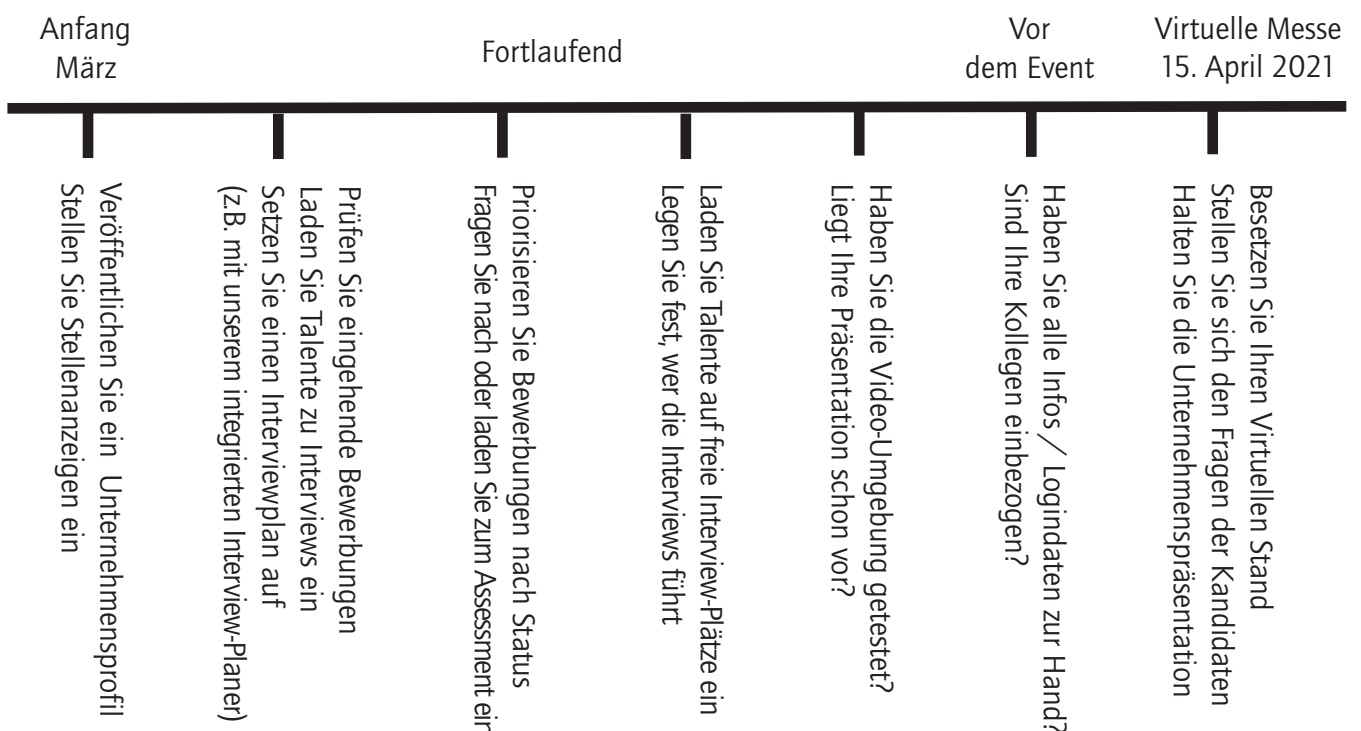 Anfang
März
Fortlaufend
Vor
dem Event
Virtuelle Messe
15. April 2021
Veröffentlichen Sie ein Unternehmensprofil
Stellen Sie Stellenanzeigen ein
Prüfen Sie eingehende Bewerbungen
Laden Sie Talente zu Interviews ein
Setzen Sie einen Interviewplan auf
(z.B. mit unserem integrierten Interview-Planer)
Priorisieren Sie Bewerbungen nach Status
Fragen Sie nach oder laden Sie zum Assessment ein
Laden Sie Talente auf freie Interview-Plätze ein
Legen Sie fest, wer die Interviews führt
Haben Sie die Video-Umgebung getestet?
Liegt Ihre Präsentation schon vor?
Haben Sie alle Infos / Logindaten zur Hand?
Sind Ihre Kollegen einbezogen?
Besetzen Sie Ihren Virtuellen Stand
Stellen Sie sich den Fragen der Kandidaten
Halten Sie die Unternehmenspräsentation